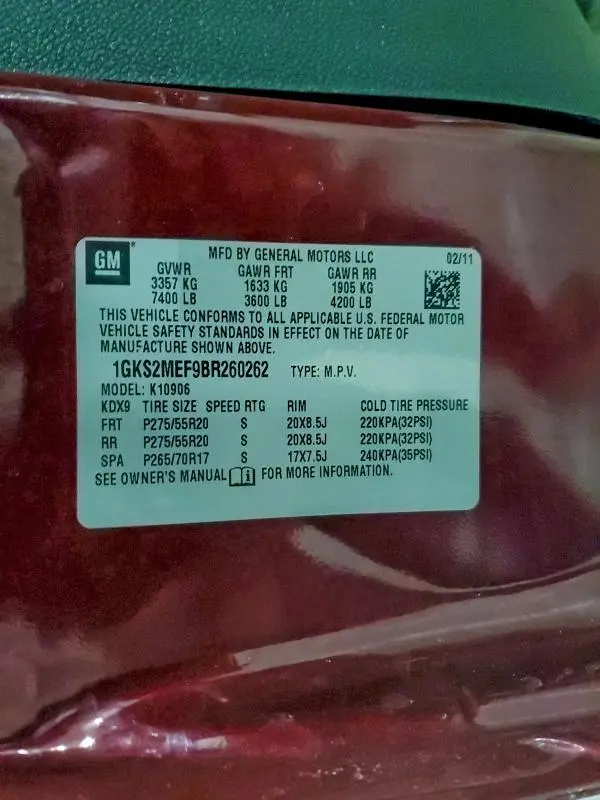 GM
MFD BY GENERAL MOTORS LLC 02/11
GVWR GAWR FRT GAWR RR
3357 KG 1633 KG 1905 KG
7400 LB 3600 LB 4200 LB
THIS VEHICLE CONFORMS TO ALL APPLICABLE U.S. FEDERAL MOTOR
VEHICLE SAFETY STANDARDS IN EFFECT ON THE DATE OF
MANUFACTURE SHOWN ABOVE.
1GKS2MEF9BR260262 TYPE: M.P.V.
MODEL: K10906
KDX9 TIRE SIZE SPEED RTG RIM COLD TIRE PRESSURE
FRT P275/55R20 S 20X8.5J 220KPA(32PSI)
RR P275/55R20 S 20X8.5J 220KPA(32PSI)
SPA P265/70R17 S 17X7.5J 240KPA(35PSI)
SEE OWNER'S MANUAL i FOR MORE INFORMATION.